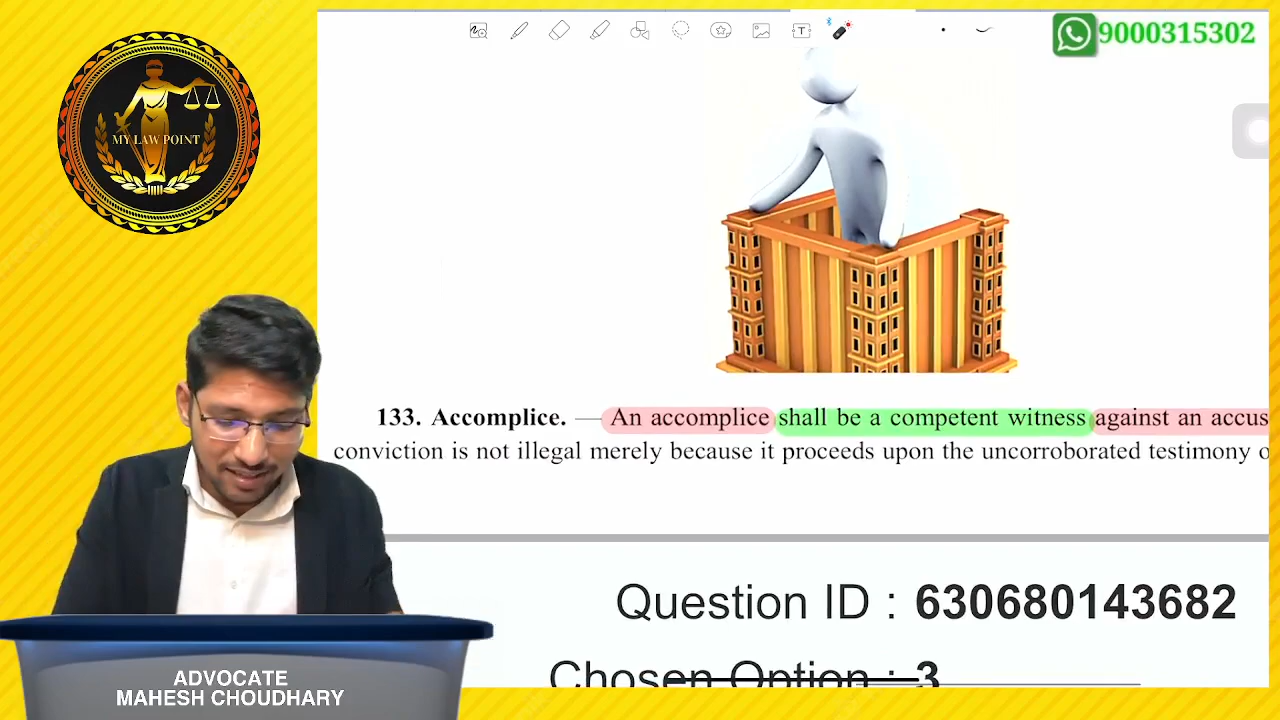 9000315302
MY LAW POINT
133. Accomplice. — An accomplice shall be a competent witness against an accus
conviction is not illegal merely because it proceeds upon the uncorroborated testimony o
Question ID : 630680143682
Chosen Option : 3
ADVOCATE
MAHESH CHOUDHARY